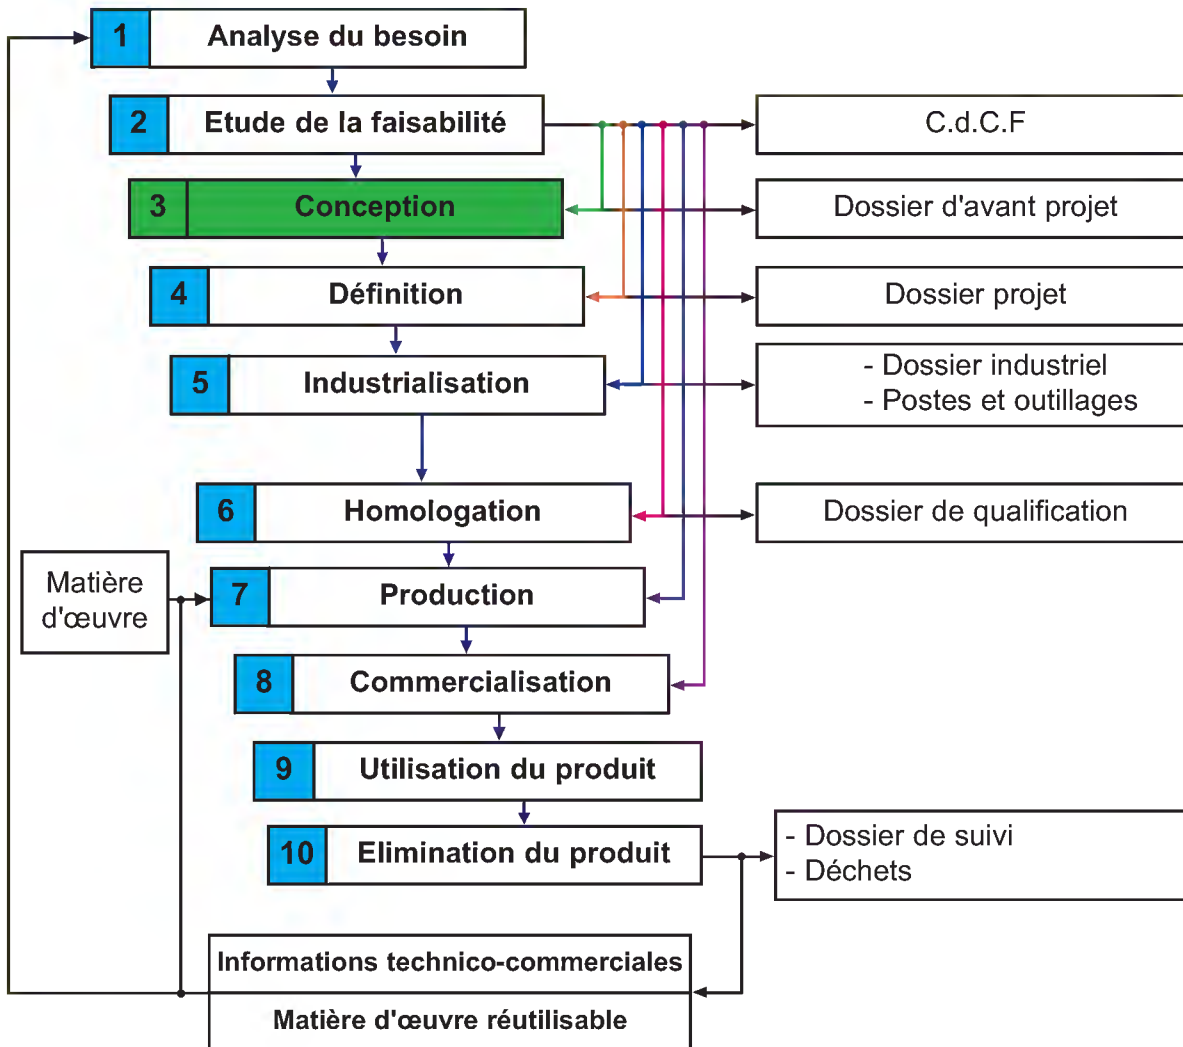 1 Analyse du besoin
2 Etude de la faisabilité
C.d.C.F
3 Conception
Dossier d'avant projet
4 Définition
Dossier projet
5 Industrialisation
- Dossier industriel
- Postes et outillages
6 Homologation
Dossier de qualification
Matière
d'œuvre
7 Production
8 Commercialisation
9 Utilisation du produit
10 Elimination du produit
- Dossier de suivi
- Déchets
Informations technico-commerciales
Matière d'œuvre réutilisable